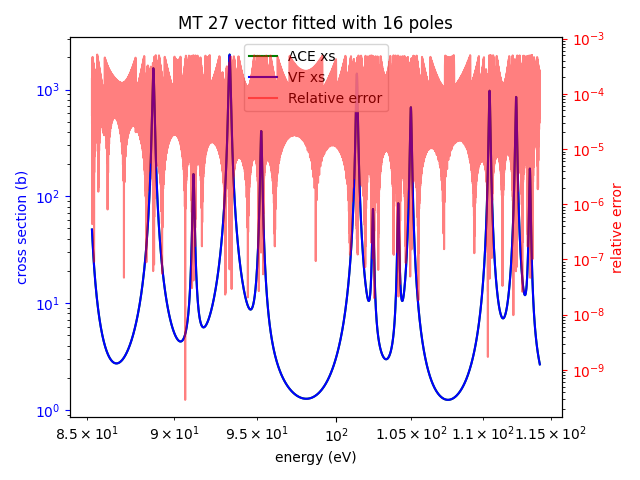 MT 27 vector fitted with 16 poles
ACE xs
VF xs
Relative error
cross section (b)
10³
10²
10¹
10⁰
relative error
10⁻³
10⁻⁴
10⁻⁵
10⁻⁶
10⁻⁷
10⁻⁸
10⁻⁹
8.5 × 10¹
9 × 10¹
9.5 × 10¹
10²
1.05 × 10²
1.1 × 10²
1.15 × 10²
energy (eV)